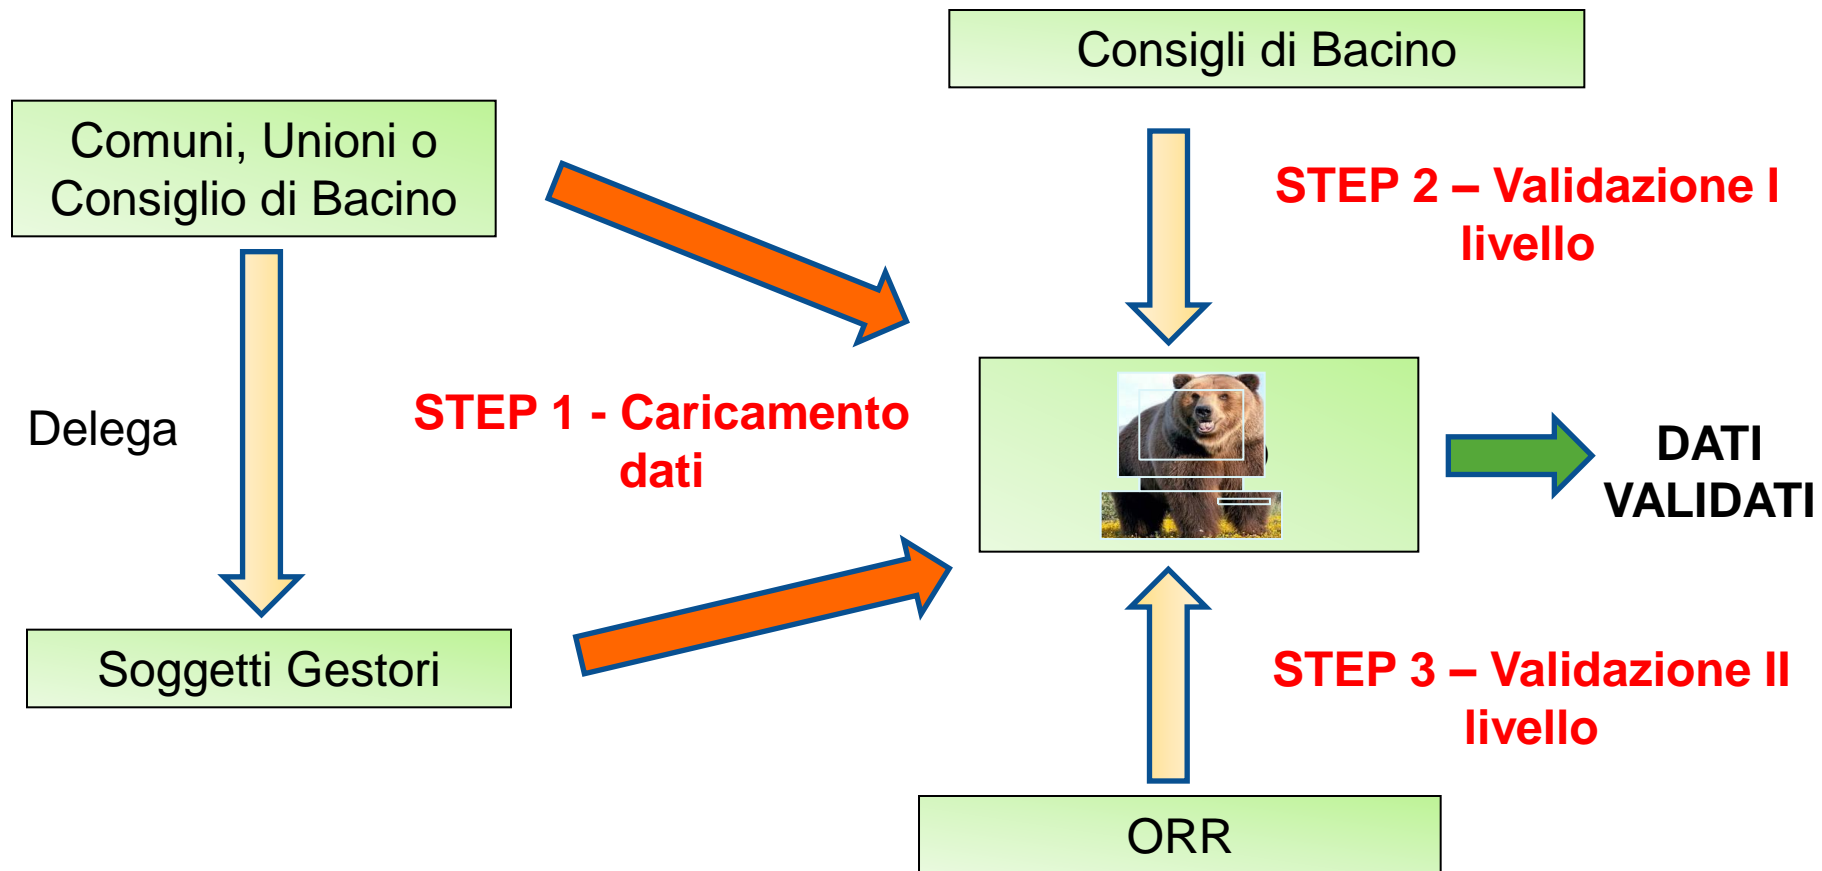 Consigli di Bacino
Comuni, Unioni o
Consiglio di Bacino
STEP 2 – Validazione I
livello
Delega
STEP 1 - Caricamento
dati
DATI
VALIDATI
Soggetti Gestori
STEP 3 – Validazione II
livello
ORR